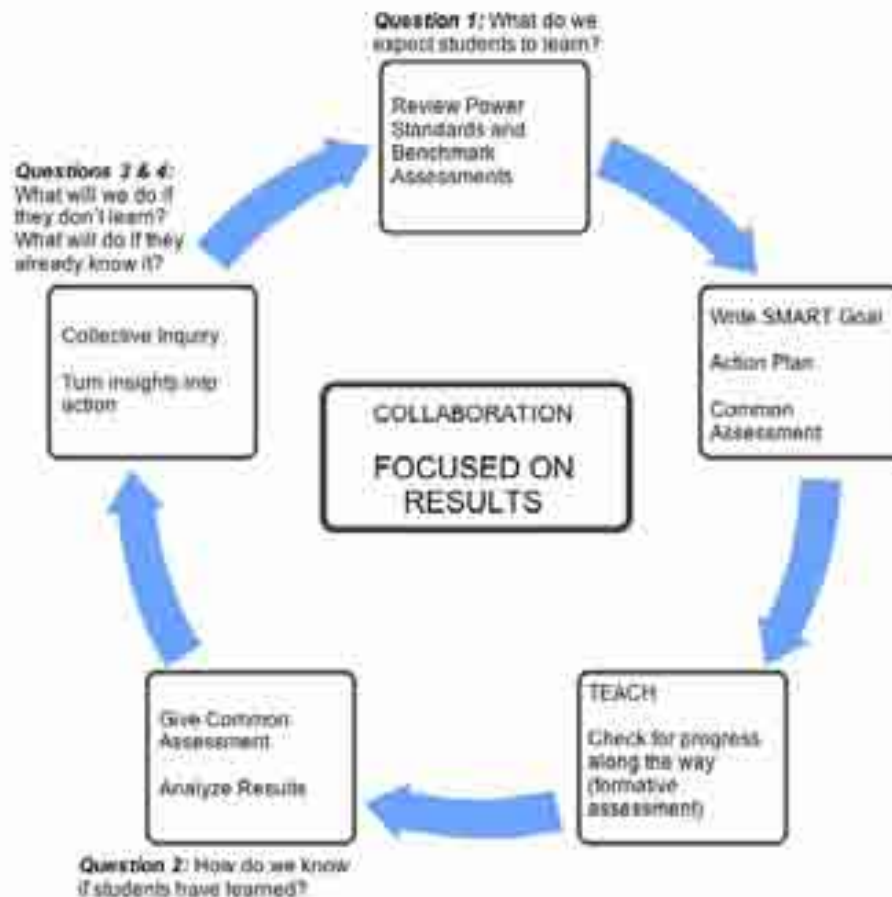 Question 1: What do we
expect students to learn?
Review Power
Standards and
Benchmark
Assessments
Write SMART Goal
Action Plan
Common
Assessment
TEACH
Check for progress
along the way
(formative
assessment)
Give Common
Assessment
Analyze Results
Question 2: How do we know
if students have learned?
Questions 3 & 4:
What will we do if
they don't learn?
What will do if they
already know it?
Collective Inquiry
Turn insights into
action
COLLABORATION
FOCUSED ON
RESULTS